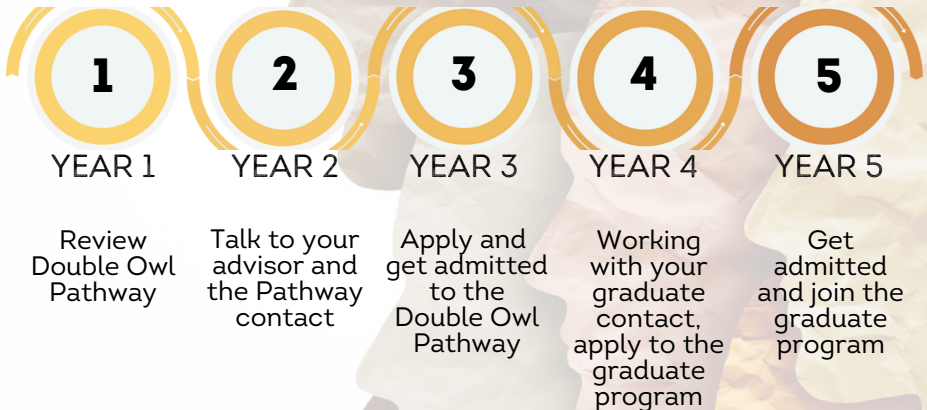 1
YEAR 1
Review
Double Owl
Pathway
2
YEAR 2
Talk to your
advisor and
the Pathway
contact
3
YEAR 3
Apply and
get admitted
to the
Double Owl
Pathway
4
YEAR 4
Working
with your
graduate
contact,
apply to the
graduate
program
5
YEAR 5
Get
admitted
and join the
graduate
program